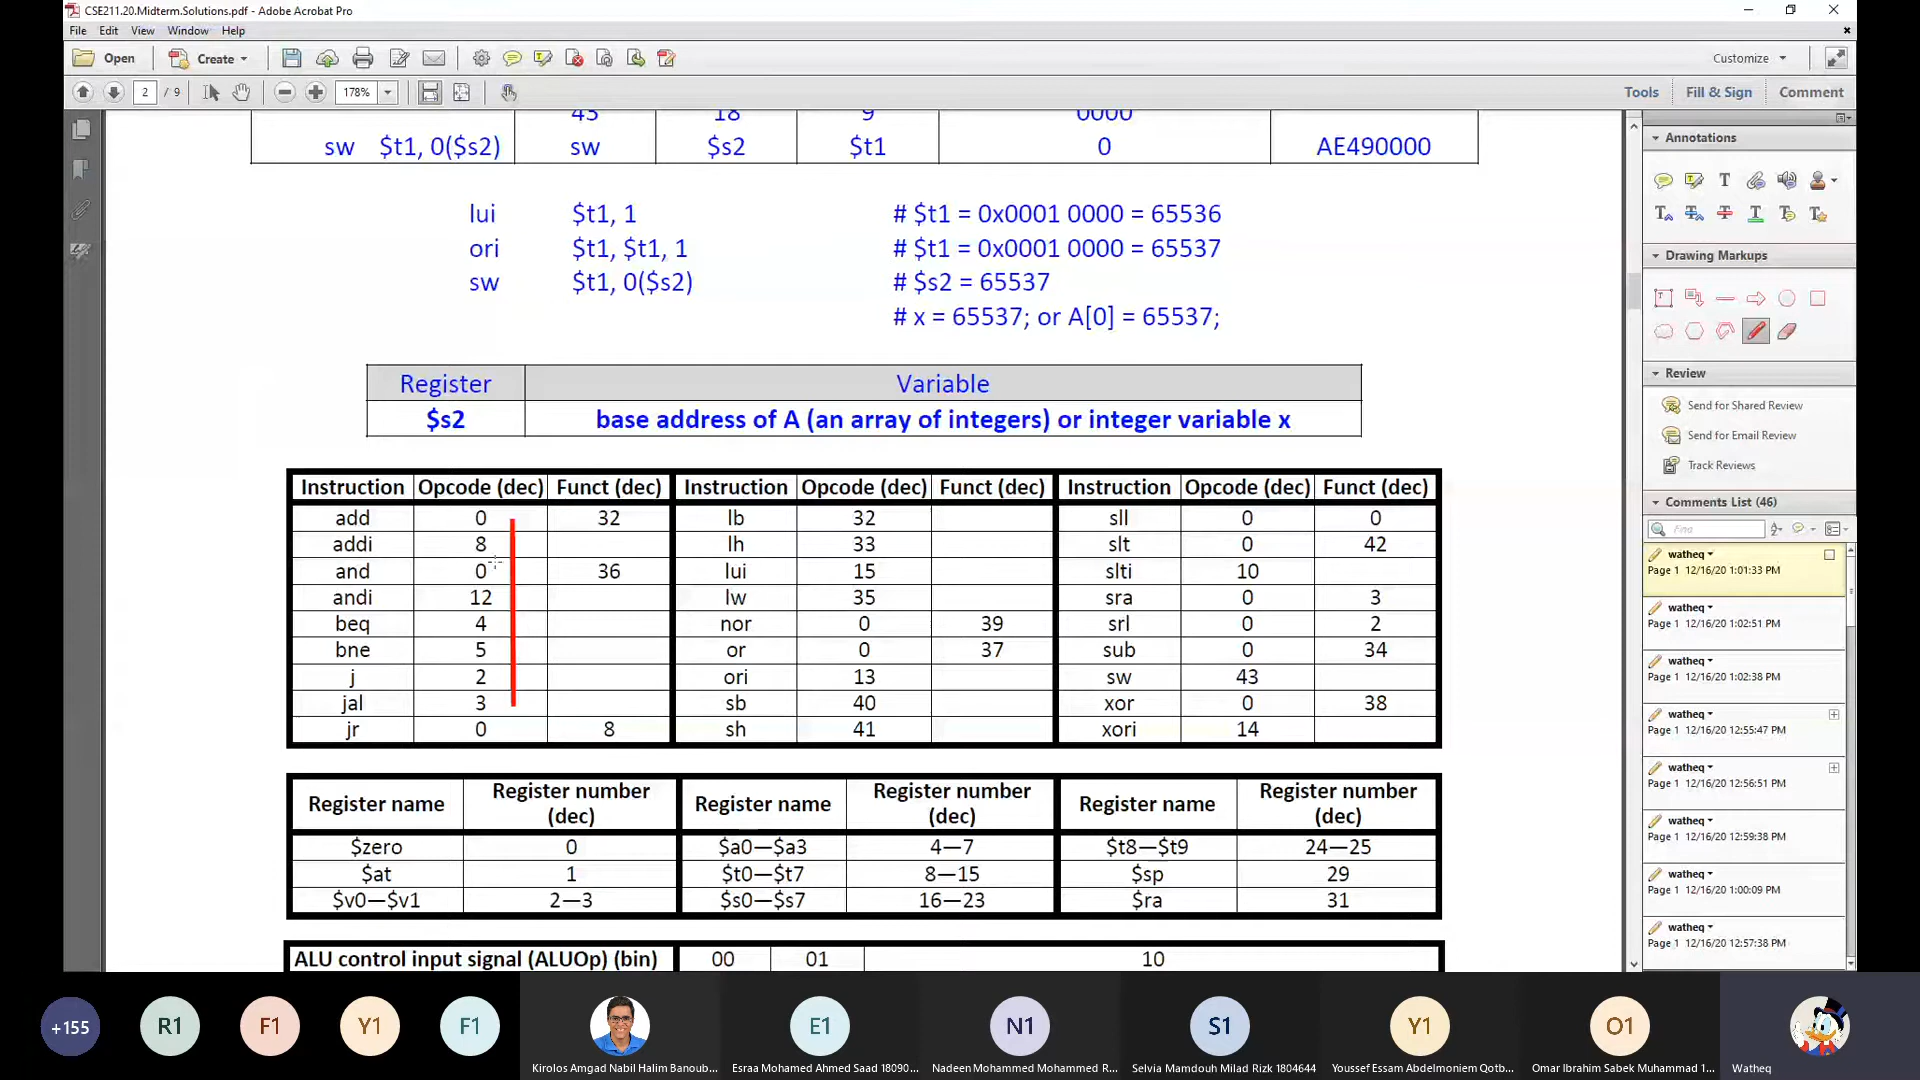 CSE211.20.Midterm.Solutions.pdf - Adobe Acrobat Pro
File Edit View Window Help
Open Create Customize
2 / 9 178% Tools Fill & Sign Comment
43 18 9 0000
sw $t1, 0($s2) sw $s2 $t1 0 AE490000
lui $t1, 1 # $t1 = 0x0001 0000 = 65536
ori $t1, $t1, 1 # $t1 = 0x0001 0000 = 65537
sw $t1, 0($s2) # $s2 = 65537
# x = 65537; or A[0] = 65537;
Register Variable
$s2 base address of A (an array of integers) or integer variable x
Instruction Opcode (dec) Funct (dec) Instruction Opcode (dec) Funct (dec) Instruction Opcode (dec) Funct (dec)
add 0 32 lb 32 sll 0 0
addi 8 lh 33 slt 0 42
and 0 36 lui 15 slti 10
andi 12 lw 35 sra 0 3
beq 4 nor 0 39 srl 0 2
bne 5 or 0 37 sub 0 34
j 2 ori 13 sw 43
jal 3 sb 40 xor 0 38
jr 0 8 sh 41 xori 14
Register name Register number (dec) Register name Register number (dec) Register name Register number (dec)
$zero 0 $a0—$a3 4—7 $t8—$t9 24—25
$at 1 $t0—$t7 8—15 $sp 29
$v0—$v1 2—3 $s0—$s7 16—23 $ra 31
ALU control input signal (ALUOp) (bin) 00 01 10
Annotations
Drawing Markups
Review
Send for Shared Review
Send for Email Review
Track Reviews
Comments List (46)
Find
watheq
Page 1 12/16/20 1:01:33 PM
watheq
Page 1 12/16/20 1:02:51 PM
watheq
Page 1 12/16/20 1:02:38 PM
watheq
Page 1 12/16/20 12:55:47 PM
watheq
Page 1 12/16/20 12:56:51 PM
watheq
Page 1 12/16/20 12:59:38 PM
watheq
Page 1 12/16/20 1:00:09 PM
watheq
Page 1 12/16/20 12:57:38 PM
+155 R1 F1 Y1 F1 E1 N1 S1 Y1 O1
Kirolos Amgad Nabil Halim Banoub... Esraa Mohamed Ahmed Saad 18090... Nadeen Mohammed Mohammed R... Selvia Mamdouh Milad Rizk 1804644 Youssef Essam Abdelmoniem Qotb... Omar Ibrahim Sabek Muhammad 1... Watheq